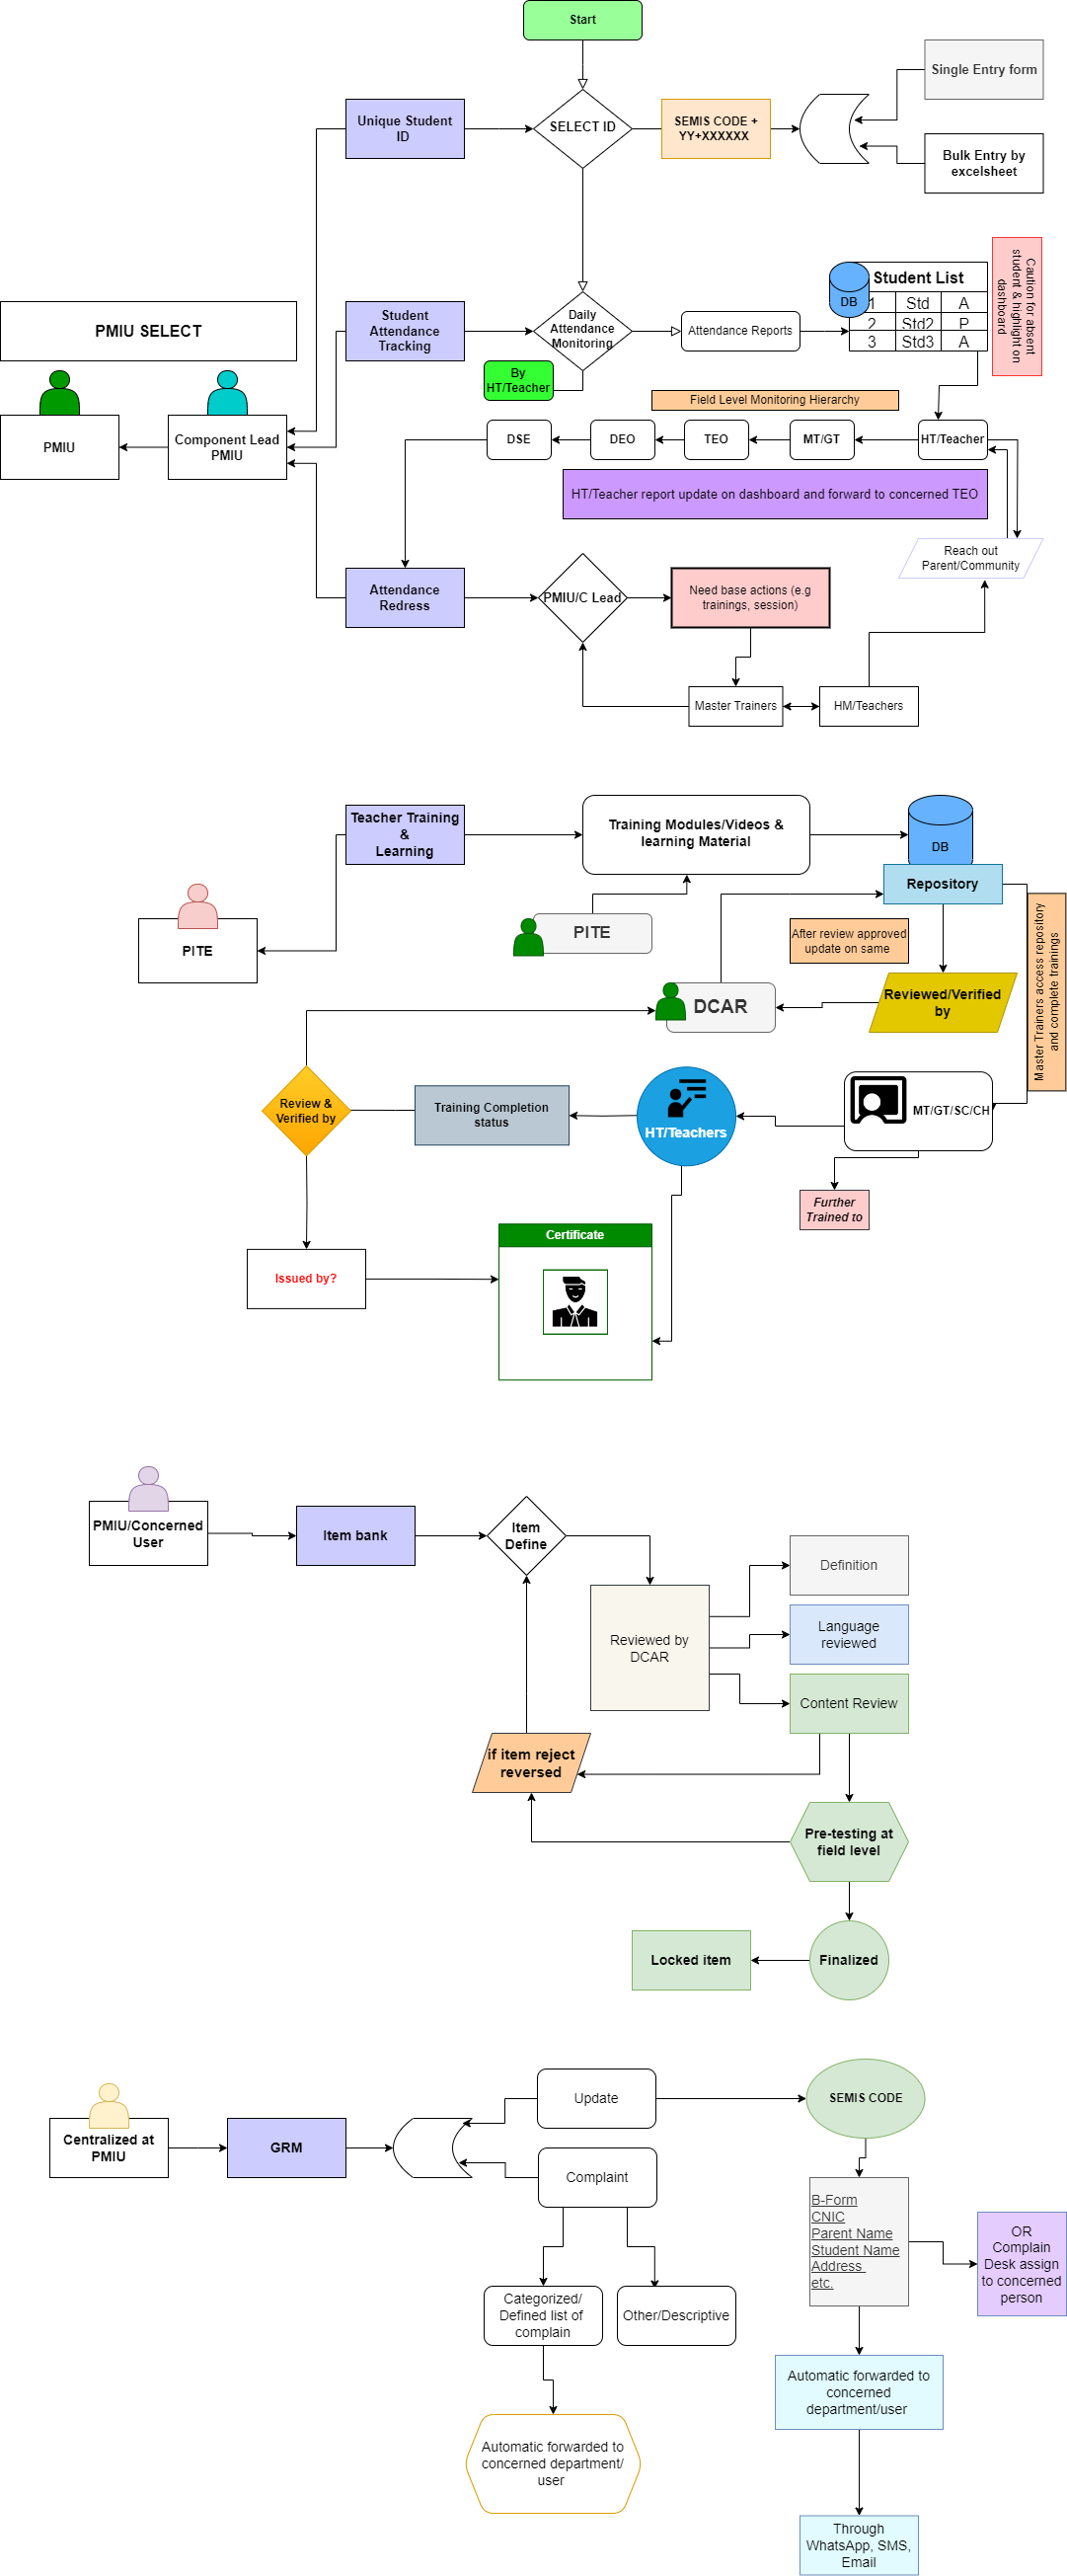 Start
Single Entry form
Unique Student
ID
SELECT ID
SEMIS CODE +
YY+XXXXXX
Bulk Entry by
excelsheet
Caution for absent
student & highlight on
dashboard
DB
Student List
1 Std A
2 Std2 P
3 Std3 A
PMIU SELECT
Student
Attendance
Tracking
Daily
Attendance
Monitoring
Attendance Reports
By
HT/Teacher
Field Level Monitoring Hierarchy
PMIU
Component Lead
PMIU
DSE
DEO
TEO
MT/GT
HT/Teacher
HT/Teacher report update on dashboard and forward to concerned TEO
Reach out
Parent/Community
Attendance
Redress
PMIU/C Lead
Need base actions (e.g
trainings, session)
Master Trainers
HM/Teachers
Teacher Training
&
Learning
Training Modules/Videos &
learning Material
DB
Repository
PITE
PITE
After review approved
update on same
Master Trainers access repository
and complete trainings
DCAR
Reviewed/Verified
by
Review &
Verified by
Training Completion
status
HT/Teachers
MT/GT/SC/CH
Further
Trained to
Certificate
Issued by?
PMIU/Concerned
User
Item bank
Item
Define
Definition
Reviewed by
DCAR
Language
reviewed
Content Review
if item reject
reversed
Pre-testing at
field level
Locked item
Finalized
Centralized at
PMIU
GRM
Update
SEMIS CODE
Complaint
B-Form
CNIC
Parent Name
Student Name
Address
etc.
OR
Complain
Desk assign
to concerned
person
Categorized/
Defined list of
complain
Other/Descriptive
Automatic forwarded to
concerned
department/user
Automatic forwarded to
concerned department/
user
Through
WhatsApp, SMS,
Email